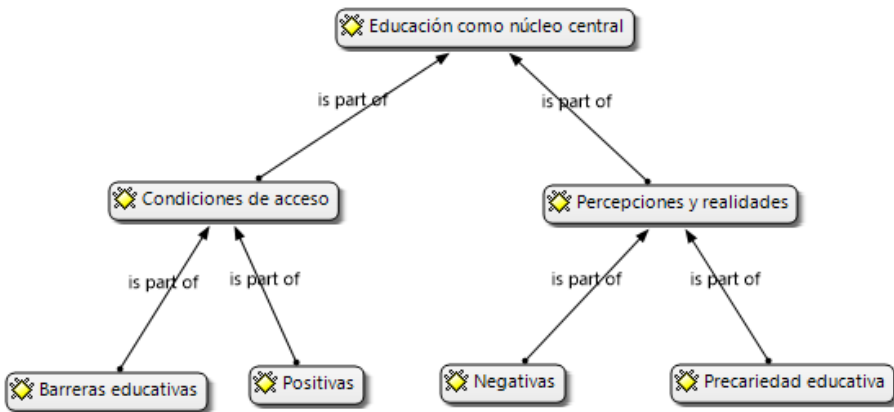 Educación como núcleo central
is part of
is part of
Condiciones de acceso
Percepciones y realidades
is part of
is part of
is part of
is part of
Barreras educativas
Positivas
Negativas
Precariedad educativa